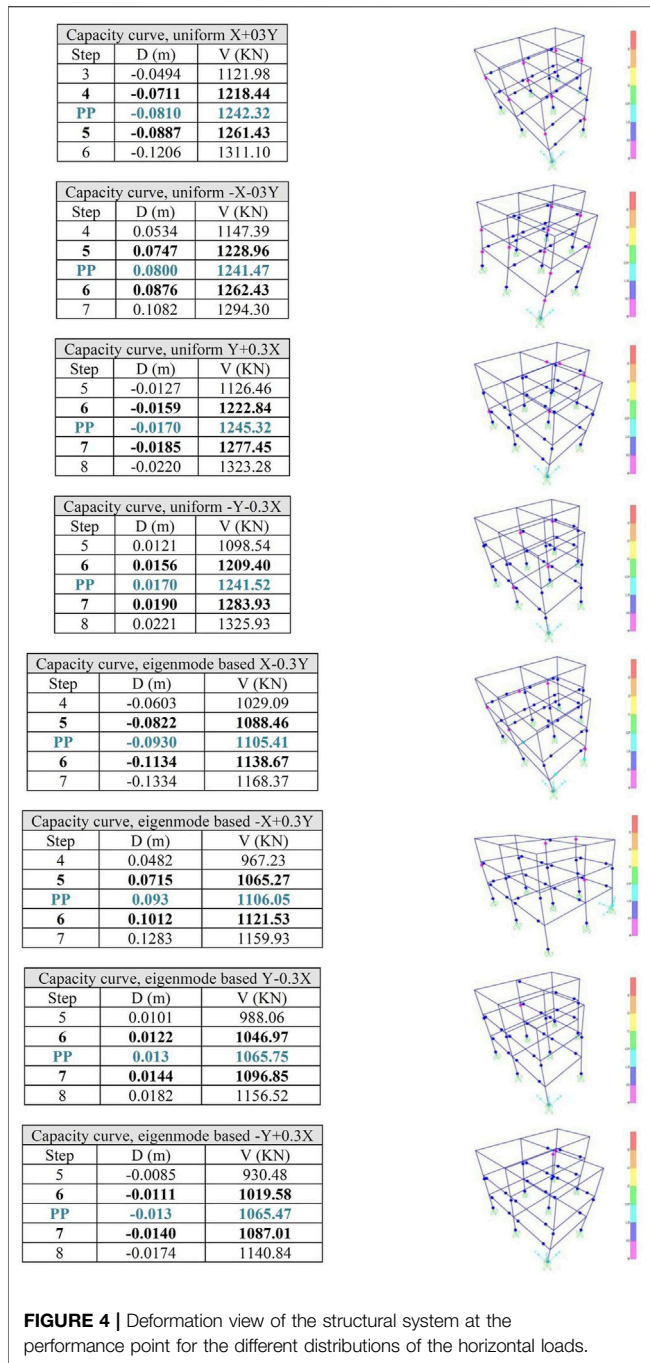 Capacity curve, uniform X+03Y
Step D (m) V (KN)
3 -0.0494 1121.98
4 -0.0711 1218.44
PP -0.0810 1242.32
5 -0.0887 1261.43
6 -0.1206 1311.10
Capacity curve, uniform -X-03Y
Step D (m) V (KN)
4 0.0534 1147.39
5 0.0747 1228.96
PP 0.0800 1241.47
6 0.0876 1262.43
7 0.1082 1294.30
Capacity curve, uniform Y+0.3X
Step D (m) V (KN)
5 -0.0127 1126.46
6 -0.0159 1222.84
PP -0.0170 1245.32
7 -0.0185 1277.45
8 -0.0220 1323.28
Capacity curve, uniform -Y-0.3X
Step D (m) V (KN)
5 0.0121 1098.54
6 0.0156 1209.40
PP 0.0170 1241.52
7 0.0190 1283.93
8 0.0221 1325.93
Capacity curve, eigenmode based X-0.3Y
Step D (m) V (KN)
4 -0.0603 1029.09
5 -0.0822 1088.46
PP -0.0930 1105.41
6 -0.1134 1138.67
7 -0.1334 1168.37
Capacity curve, eigenmode based -X+0.3Y
Step D (m) V (KN)
4 0.0482 967.23
5 0.0715 1065.27
PP 0.093 1106.05
6 0.1012 1121.53
7 0.1283 1159.93
Capacity curve, eigenmode based Y-0.3X
Step D (m) V (KN)
5 0.0101 988.06
6 0.0122 1046.97
PP 0.013 1065.75
7 0.0144 1096.85
8 0.0182 1156.52
Capacity curve, eigenmode based -Y+0.3X
Step D (m) V (KN)
5 -0.0085 930.48
6 -0.0111 1019.58
PP -0.013 1065.47
7 -0.0140 1087.01
8 -0.0174 1140.84
FIGURE 4 | Deformation view of the structural system at the
performance point for the different distributions of the horizontal loads.